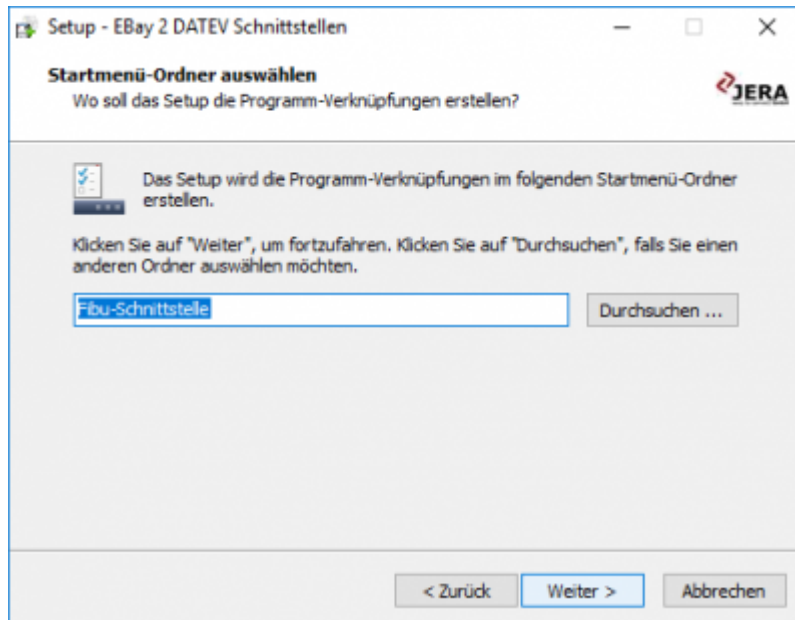 Setup - EBay 2 DATEV Schnittstellen
Startmenü-Ordner auswählen
Wo soll das Setup die Programm-Verknüpfungen erstellen?
JERA
Das Setup wird die Programm-Verknüpfungen im folgenden Startmenü-Ordner
erstellen.
Klicken Sie auf "Weiter", um fortzufahren. Klicken Sie auf "Durchsuchen", falls Sie einen
anderen Ordner auswählen möchten.
Fibu-Schnittstelle
Durchsuchen ...
< Zurück
Weiter >
Abbrechen